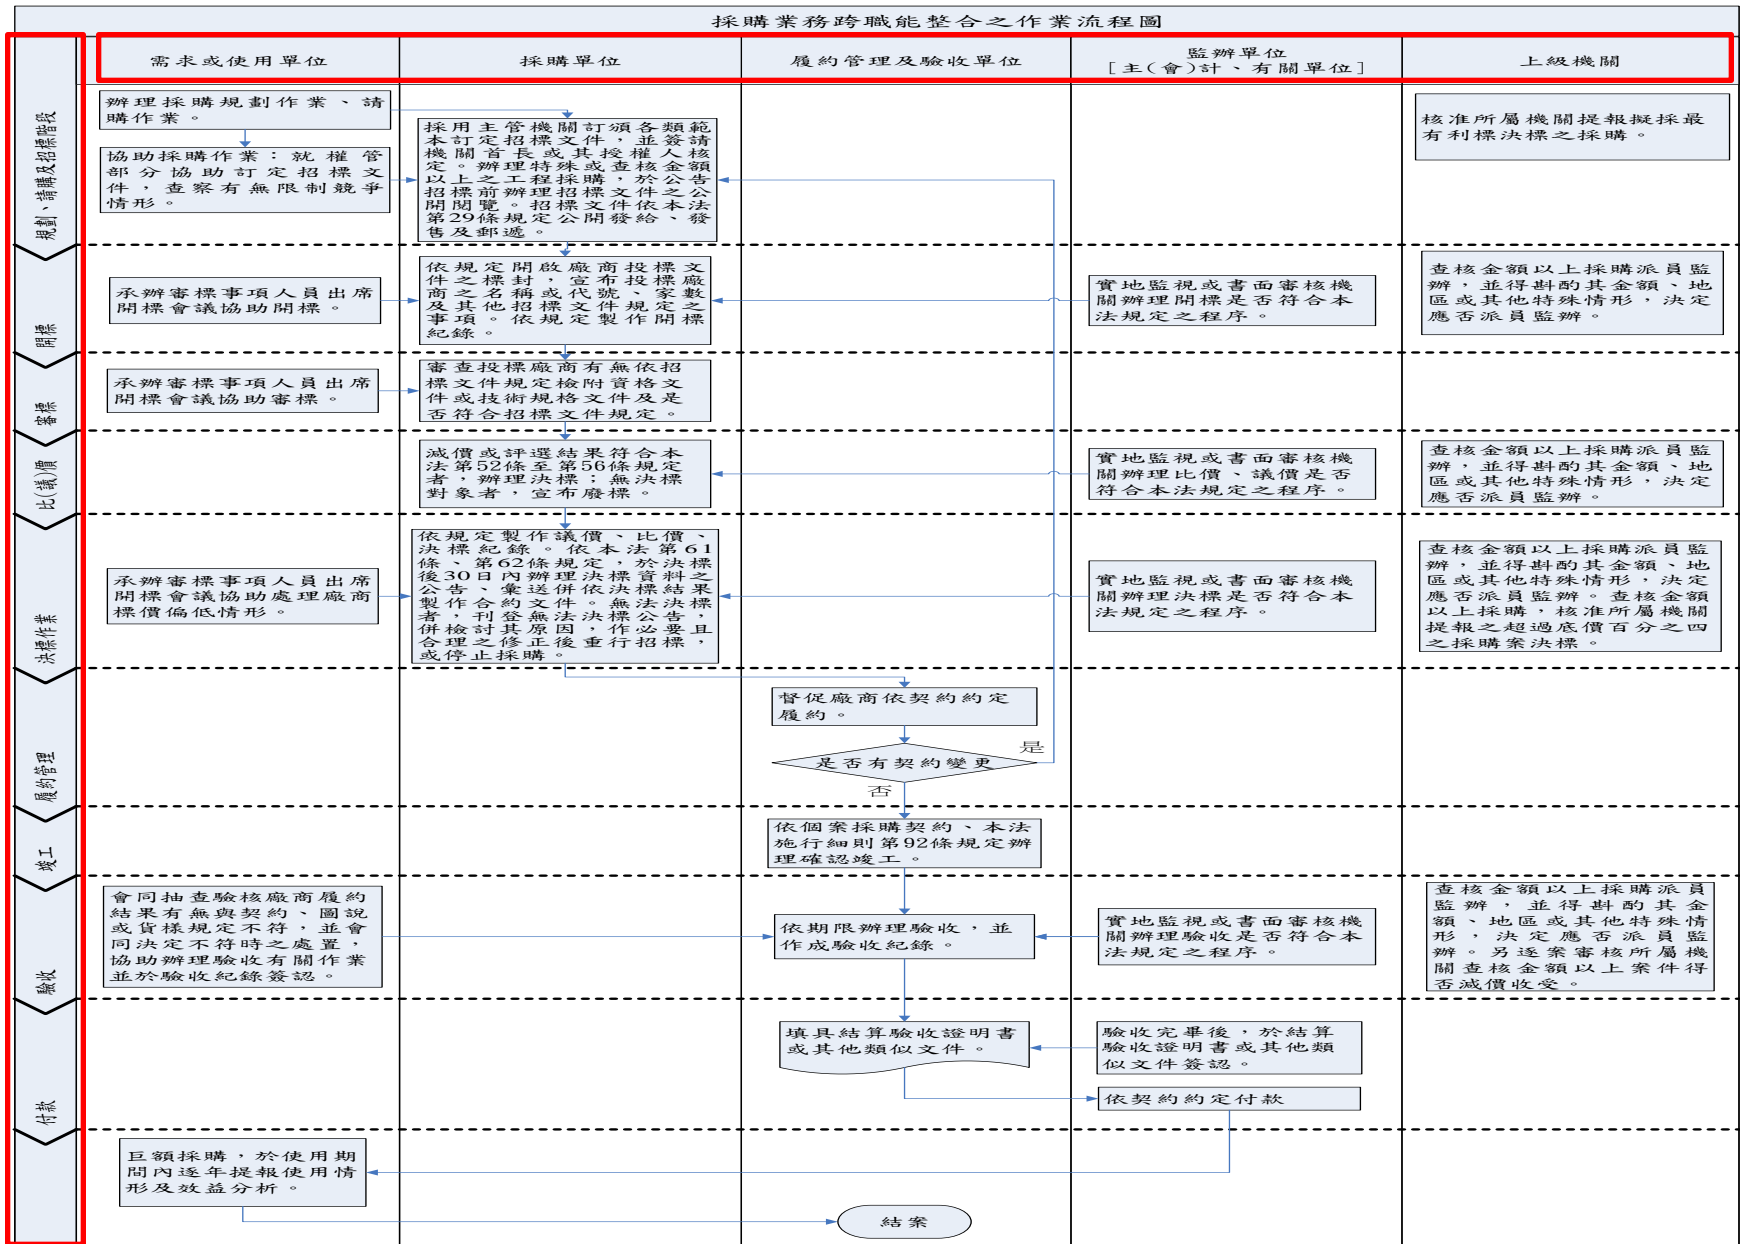 採購業務跨職能整合之作業流程圖
需求或使用單位
採購單位
履約管理及驗收單位
監辦單位
[主(會)計、有關單位]
上級機關
規劃、請購及招標階段
辦理採購規劃作業、請
購作業。
協助採購作業：就權管
部分協助訂定招標文
件，查察有無限制競爭
情形。
採用主管機關訂頒各類範
本訂定招標文件，並簽請
機關首長或其授權人核
定。辦理特殊或查核金額
以上之工程採購，於公告
招標前辦理招標文件之公
開閱覽。招標文件依本法
第29條規定公開發給、發
售及郵遞。
核准所屬機關提報擬採最
有利標決標之採購。
開標
承辦審標事項人員出席
開標會議協助開標。
依規定開啟廠商投標文
件之標封，宣布投標廠
商之名稱或代號、家數
及其他招標文件規定之
事項。依規定製作開標
紀錄。
實地監視或書面審核機
關辦理開標是否符合本
法規定之程序。
查核金額以上採購派員監
辦，並得斟酌其金額、地
區或其他特殊情形，決定
應否派員監辦。
審標
承辦審標事項人員出席
開標會議協助審標。
審查投標廠商有無依招
標文件規定檢附資格文
件或技術規格文件及是
否符合招標文件規定。
比(議)價
減價或評選結果符合本
法第52條至第56條規定
者，辦理決標；無決標
對象者，宣布廢標。
實地監視或書面審核機
關辦理比價、議價是否
符合本法規定之程序。
查核金額以上採購派員監
辦，並得斟酌其金額、地
區或其他特殊情形，決定
應否派員監辦。
決標作業
承辦審標事項人員出席
開標會議協助處理廠商
標價偏低情形。
依規定製作議價、比價、
決標紀錄。依本法第61
條、第62條規定，於決標
後30日內辦理決標資料之
公告、彙送併依決標結果
製作合約文件。無法決標
者，刊登無法決標公告，
併檢討其原因，作必要且
合理之修正後重行招標，
或停止採購。
實地監視或書面審核機
關辦理決標是否符合本
法規定之程序。
查核金額以上採購派員監
辦，並得斟酌其金額、地
區或其他特殊情形，決定
應否派員監辦。查核金額
以上採購，核准所屬機關
提報之超過底價百分之四
之採購案決標。
履約管理
督促廠商依契約約定
履約。
是否有契約變更
是
否
竣工
依個案採購契約、本法
施行細則第92條規定辦
理確認竣工。
驗收
會同抽查驗核廠商履約
結果有無與契約、圖說
或貨樣規定不符，並會
同決定不符時之處置，
協助辦理驗收有關作業
並於驗收紀錄簽認。
依期限辦理驗收，並
作成驗收紀錄。
實地監視或書面審核機
關辦理驗收是否符合本
法規定之程序。
查核金額以上採購派員
監辦，並得斟酌其金
額、地區或其他特殊情
形，決定應否派員監
辦。另逐案審核所屬機
關查核金額以上案件得
否減價收受。
付款
填具結算驗收證明書
或其他類似文件。
驗收完畢後，於結算
驗收證明書或其他類
似文件簽認。
依契約約定付款
巨額採購，於使用期
間內逐年提報使用情
形及效益分析。
結案